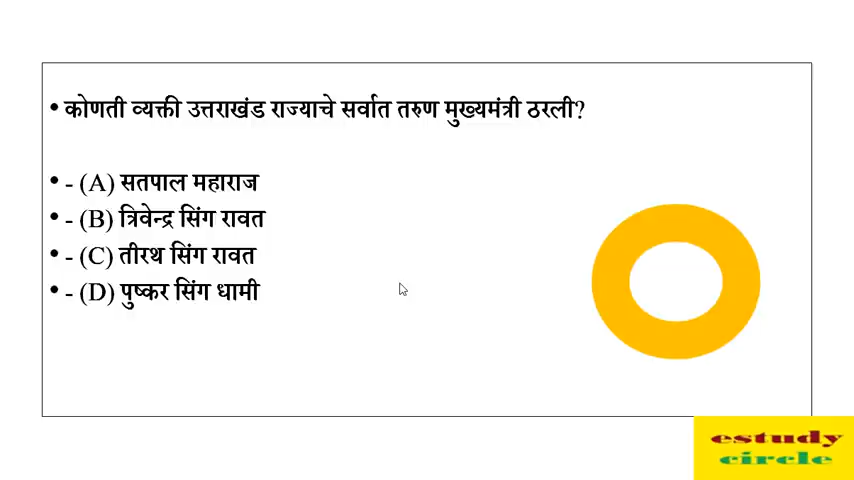 • कोणती व्यक्ती उत्तराखंड राज्याचे सर्वात तरुण मुख्यमंत्री ठरली?
• - (A) सतपाल महाराज
• - (B) त्रिवेन्द्र सिंग रावत
• - (C) तीरथ सिंग रावत
• - (D) पुष्कर सिंग धामी
estudy
circle